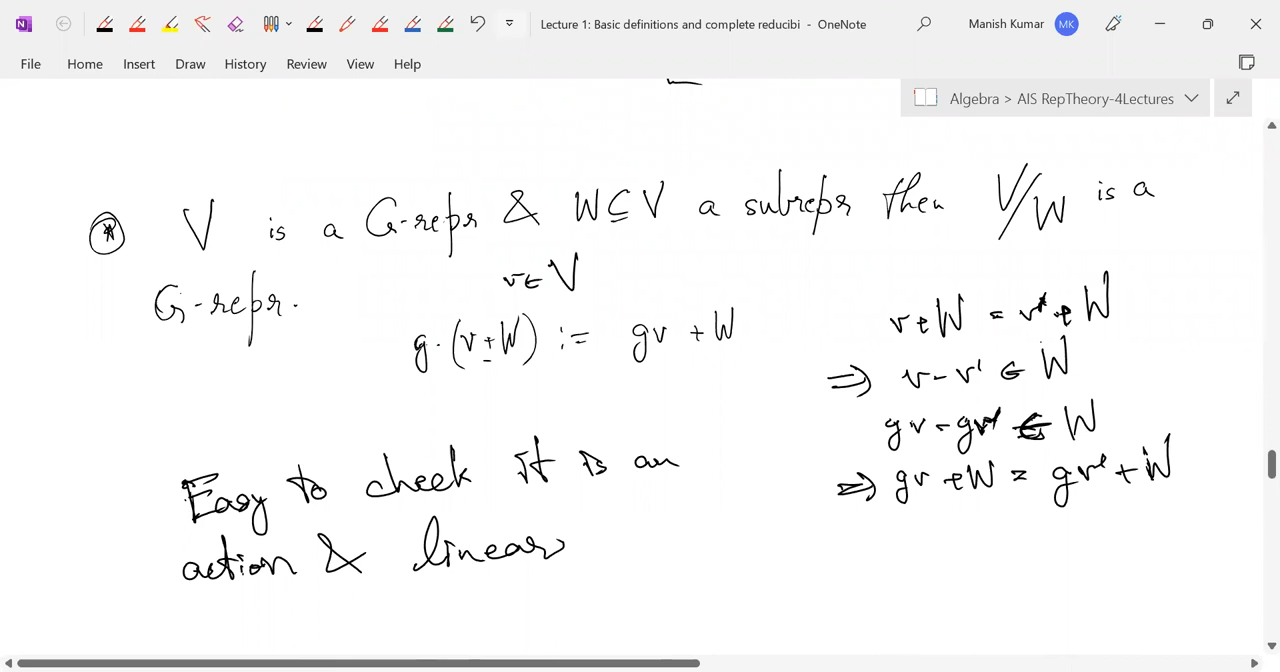 Lecture 1: Basic definitions and complete reducibi - OneNote
Manish Kumar MK
File Home Insert Draw History Review View Help
Algebra > AIS RepTheory-4Lectures
V is a G-repr & W ⊆ V a subrepr then V/W is a
G-repr.
v ∈ V
g·(v+W) := gv + W
v+W = v'+W
⇒ v - v' ∈ W
gv - gv' ∈ W
⇒ gv + W = gv' + W
Easy to check it is an
action & linear